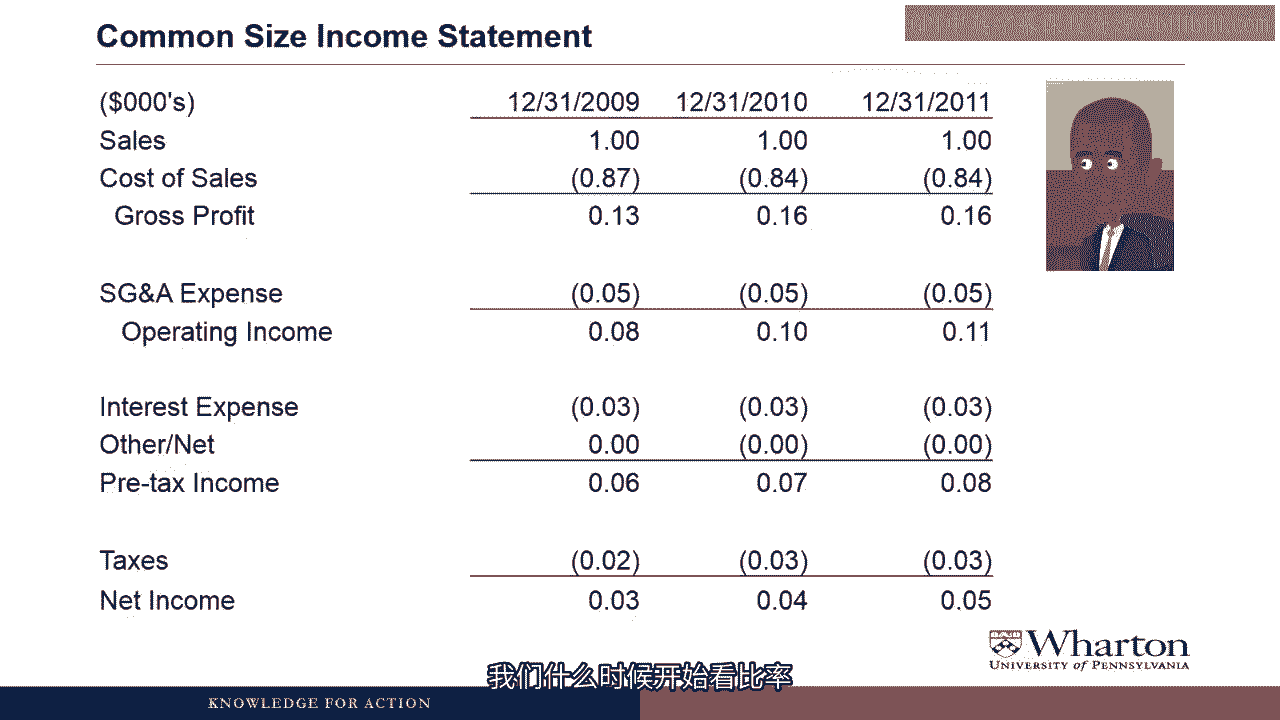 Common Size Income Statement
($000's) 12/31/2009 12/31/2010 12/31/2011
Sales 1.00 1.00 1.00
Cost of Sales (0.87) (0.84) (0.84)
Gross Profit 0.13 0.16 0.16
SG&A Expense (0.05) (0.05) (0.05)
Operating Income 0.08 0.10 0.11
Interest Expense (0.03) (0.03) (0.03)
Other/Net 0.00 (0.00) (0.00)
Pre-tax Income 0.06 0.07 0.08
Taxes (0.02) (0.03) (0.03)
Net Income 0.03 0.04 0.05
Wharton
UNIVERSITY of PENNSYLVANIA
我们什么时候开始看比率
KNOWLEDGE FOR ACTION